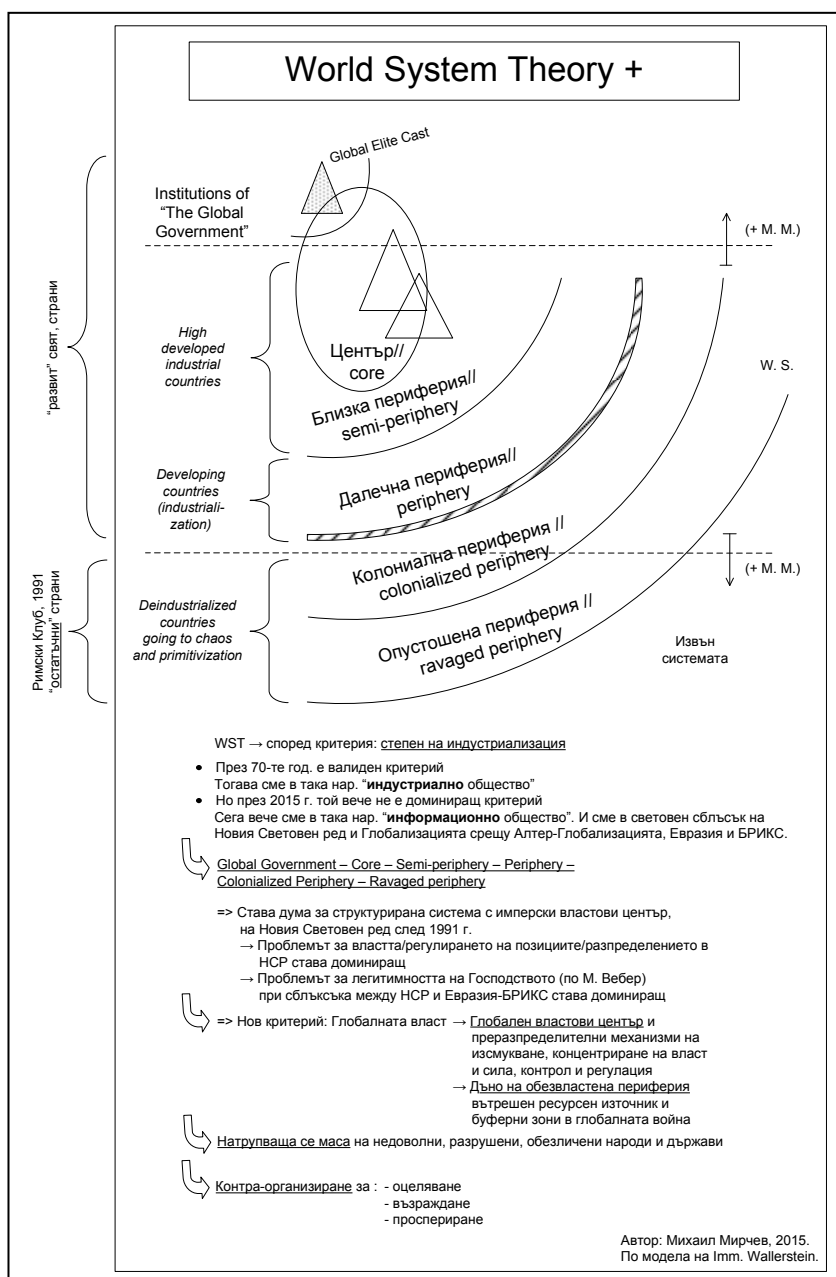 World System Theory +
Global Elite Cast
Institutions of
“The Global
Government”
(+ M. M.)
“развит” свят, страни
High
developed
industrial
countries
Център//
core
W. S.
Близка периферия//
semi-periphery
Developing
countries
(industriali-
zation)
Далечна периферия//
periphery
Колониална периферия //
colonialized periphery
(+ M. M.)
Римски Клуб, 1991
“остатъчни” страни
Deindustrialized
countries
going to chaos
and primitivization
Опустошена периферия //
ravaged periphery
Извън
системата
WST → според критерия: степен на индустриализация
• През 70-те год. е валиден критерий
Тогава сме в така нар. “индустриално общество”
• Но през 2015 г. той вече не е доминиращ критерий
Сега вече сме в така нар. “информационно общество”. И сме в световен сблъсък на
Новия Световен ред и Глобализацията срещу Алтер-Глобализацията, Евразия и БРИКС.
Global Government – Core – Semi-periphery – Periphery –
Colonialized Periphery – Ravaged periphery
=> Става дума за структурирана система с имперски властови център,
на Новия Световен ред след 1991 г.
→ Проблемът за властта/регулирането на позициите/разпределението в
НСР става доминиращ
→ Проблемът за легитимността на Господството (по М. Вебер)
при сблъксъка между НСР и Евразия-БРИКС става доминиращ
=> Нов критерий: Глобалната власт → Глобален властови център и
преразпределителни механизми на
изсмукване, концентриране на власт
и сила, контрол и регулация
→ Дъно на обезвластена периферия
вътрешен ресурсен източник и
буферни зони в глобалната война
Натрупваща се маса на недоволни, разрушени, обезличени народи и държави
Контра-организиране за : - оцеляване
- възраждане
- проспериране
Автор: Михаил Мирчев, 2015.
По модела на Imm. Wallerstein.